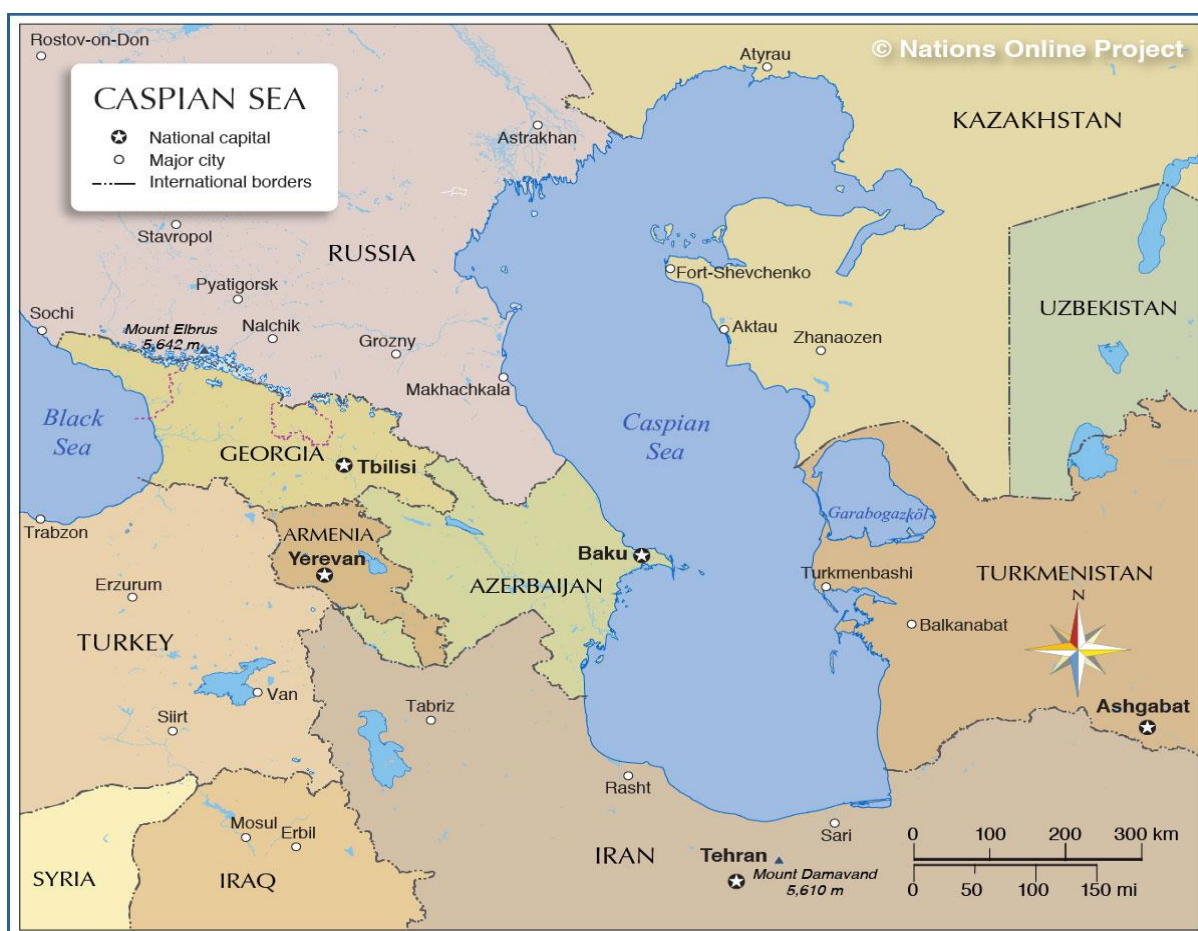 © Nations Online Project
Rostov-on-Don
CASPIAN SEA
National capital
Major city
International borders
Atyrau
KAZAKHSTAN
Astrakhan
Stavropol
RUSSIA
Fort-Shevchenko
Pyatigorsk
UZBEKISTAN
Sochi
Mount Elbrus
5,642 m
Nalchik
Grozny
Aktau
Zhanaozen
Makhachkala
Black
Sea
Caspian
Sea
GEORGIA
Tbilisi
Garabogazköl
Trabzon
ARMENIA
Yerevan
Baku
AZERBAIJAN
Turkmenbashi
TURKMENISTAN
Erzurum
N
Balkanabat
TURKEY
Van
Siirt
Tabriz
Ashgabat
Rasht
Sari
Mosul
Erbil
IRAN
Tehran
Mount Damavand
5,610 m
SYRIA
IRAQ
0 100 200 300 km
0 50 100 150 mi